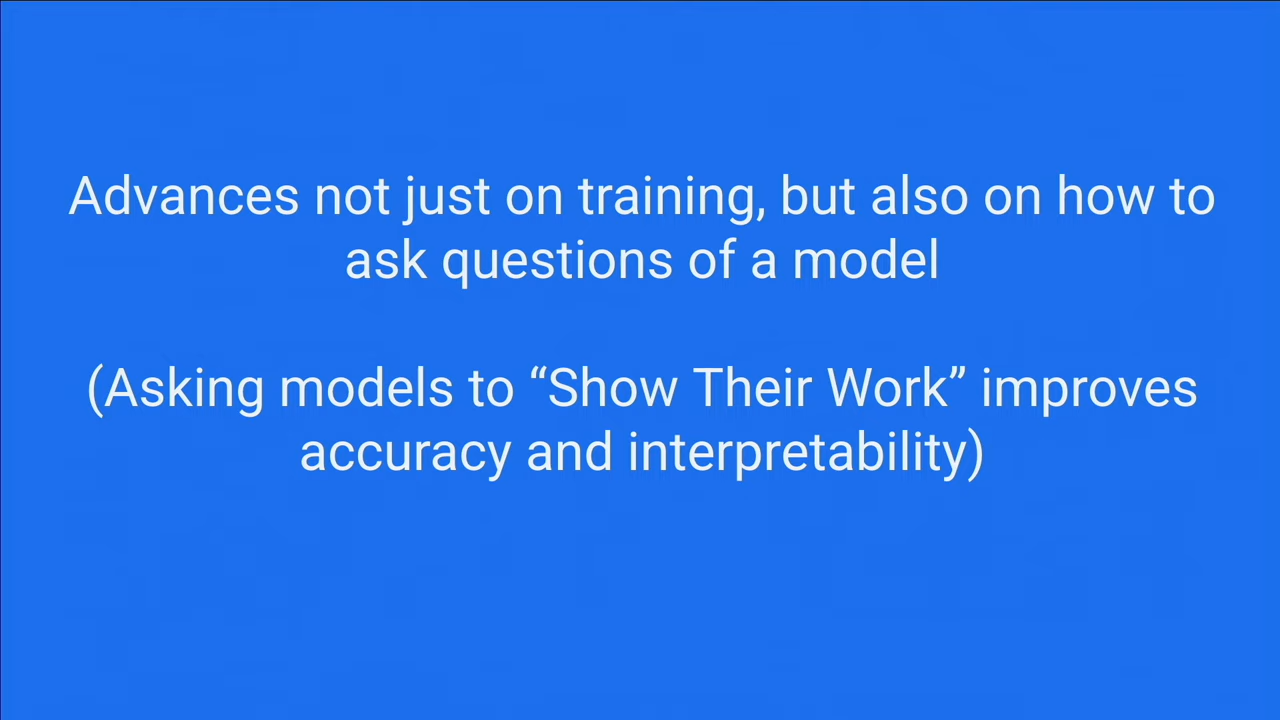 Advances not just on training, but also on how to
ask questions of a model
(Asking models to “Show Their Work” improves
accuracy and interpretability)